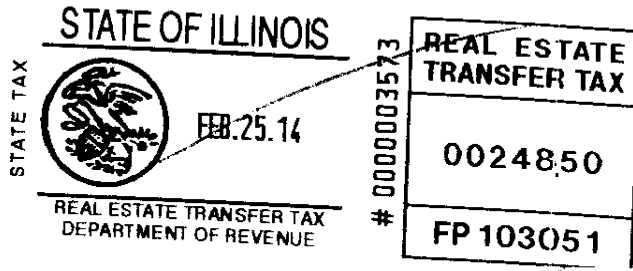 STATE OF ILLINOIS
STATE TAX
FEB.25.14
REAL ESTATE TRANSFER TAX
DEPARTMENT OF REVENUE
# 0000003573
REAL ESTATE
TRANSFER TAX
0024850
FP 103051